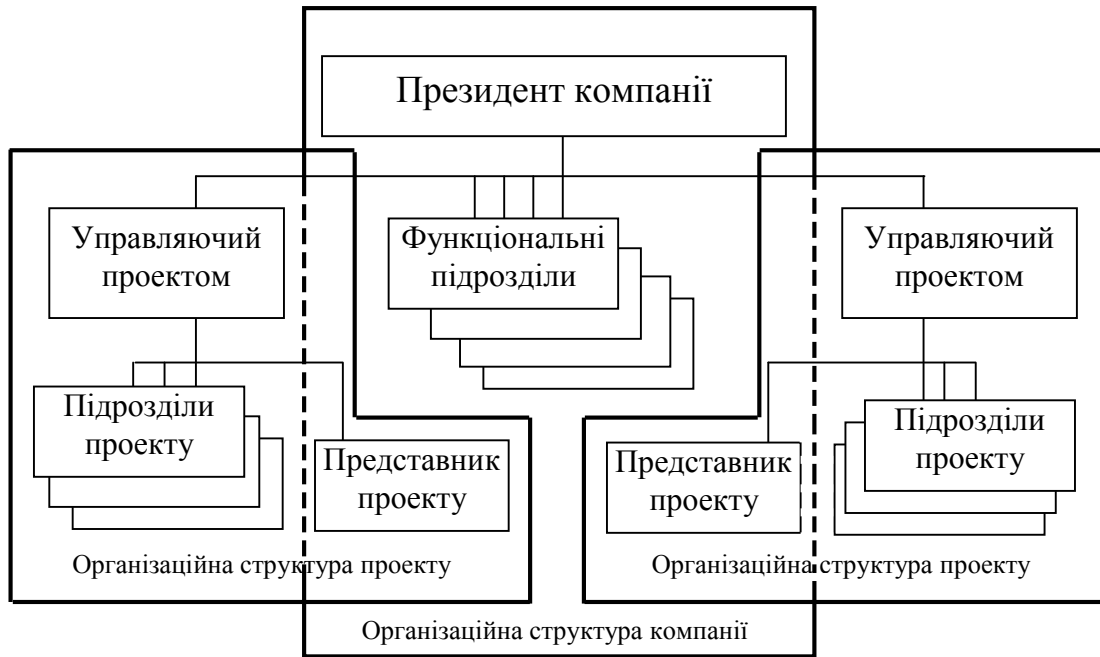 Президент компанії
Управляючий
проектом
Функціональні
підрозділи
Управляючий
проектом
Підрозділи
проекту
Представник
проекту
Представник
проекту
Підрозділи
проекту
Організаційна структура проекту
Організаційна структура проекту
Організаційна структура компанії